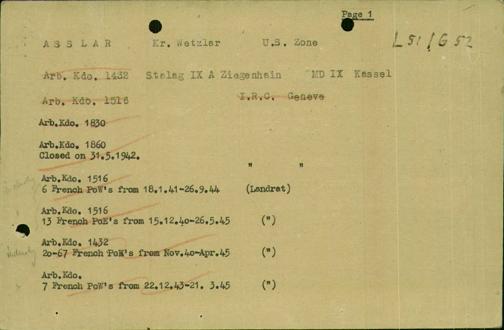 Page 1
A S S L A R Kr. Wetzlar U.S. Zone L51/G52
Arb. Kdo. 1432 Stalag IX A Ziegenhain MD IX Kassel
Arb. Kdo. 1516 I.R.C. Geneve
Arb.Kdo. 1830
Arb.Kdo. 1860
Closed on 31.5.1942. " "
Arb.Kdo. 1516
6 French PoW's from 18.1.41-26.9.44 (Landrat)
Arb.Kdo. 1516
13 French PoW's from 15.12.40-26.5.45 (")
Arb.Kdo. 1432
20-67 French PoW's from Nov.40-Apr.45 (")
Arb.Kdo.
7 French PoW's from 22.12.43-21. 3.45 (")